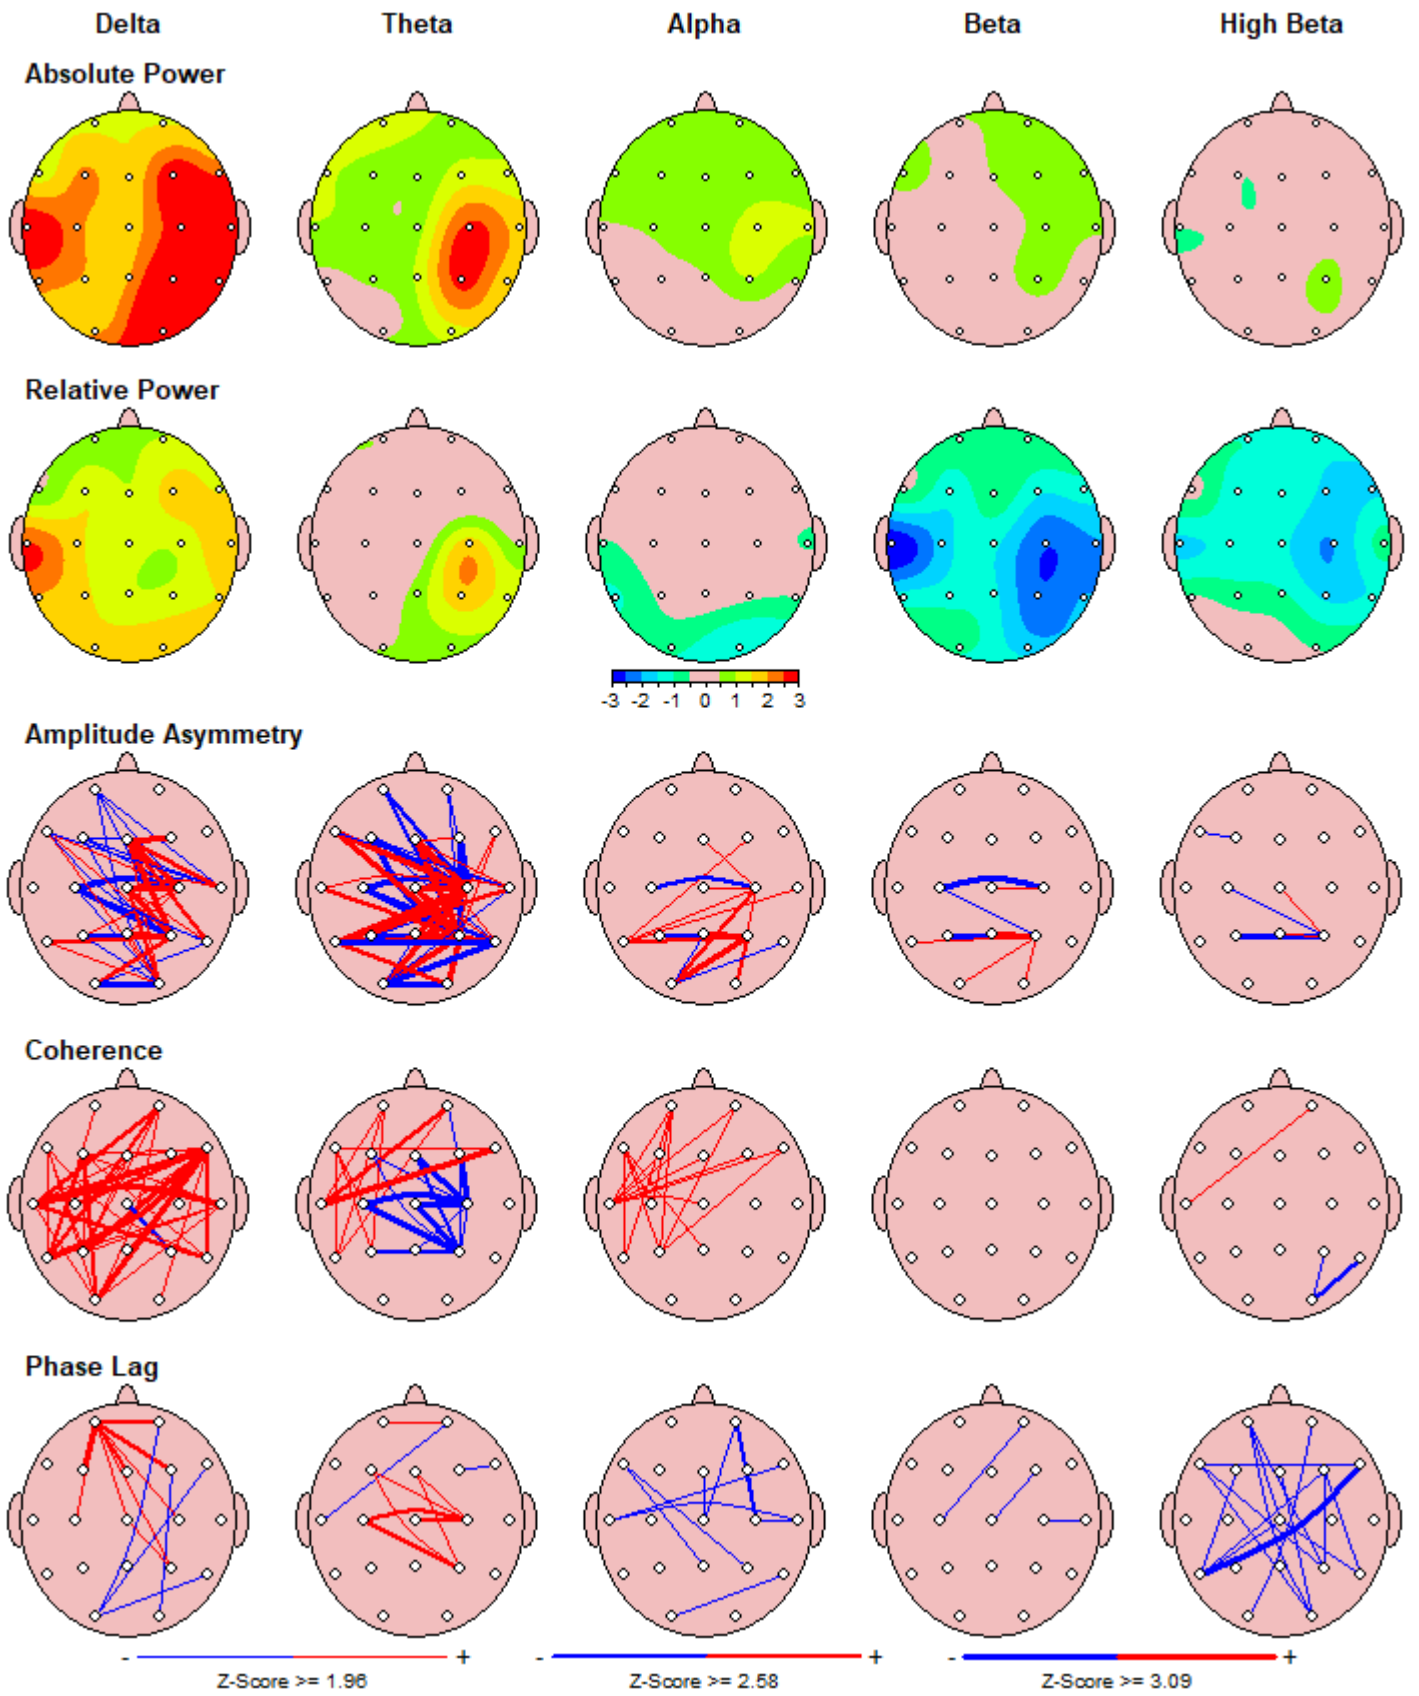 Delta Theta Alpha Beta High Beta
Absolute Power
Relative Power
-3 -2 -1 0 1 2 3
Amplitude Asymmetry
Coherence
Phase Lag
- + - + - +
Z-Score >= 1.96 Z-Score >= 2.58 Z-Score >= 3.09